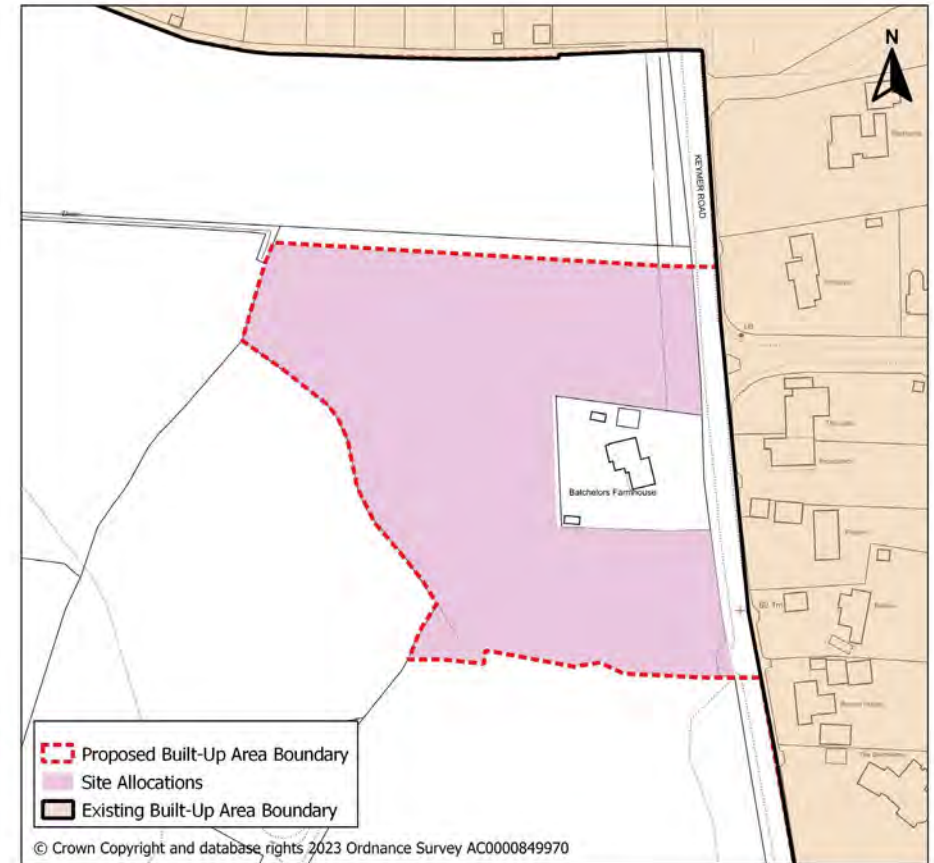 N
KEYMER ROAD
Drain
LB
Batchelors Farmhouse
Proposed Built-Up Area Boundary
Site Allocations
Existing Built-Up Area Boundary
© Crown Copyright and database rights 2023 Ordnance Survey AC0000849970